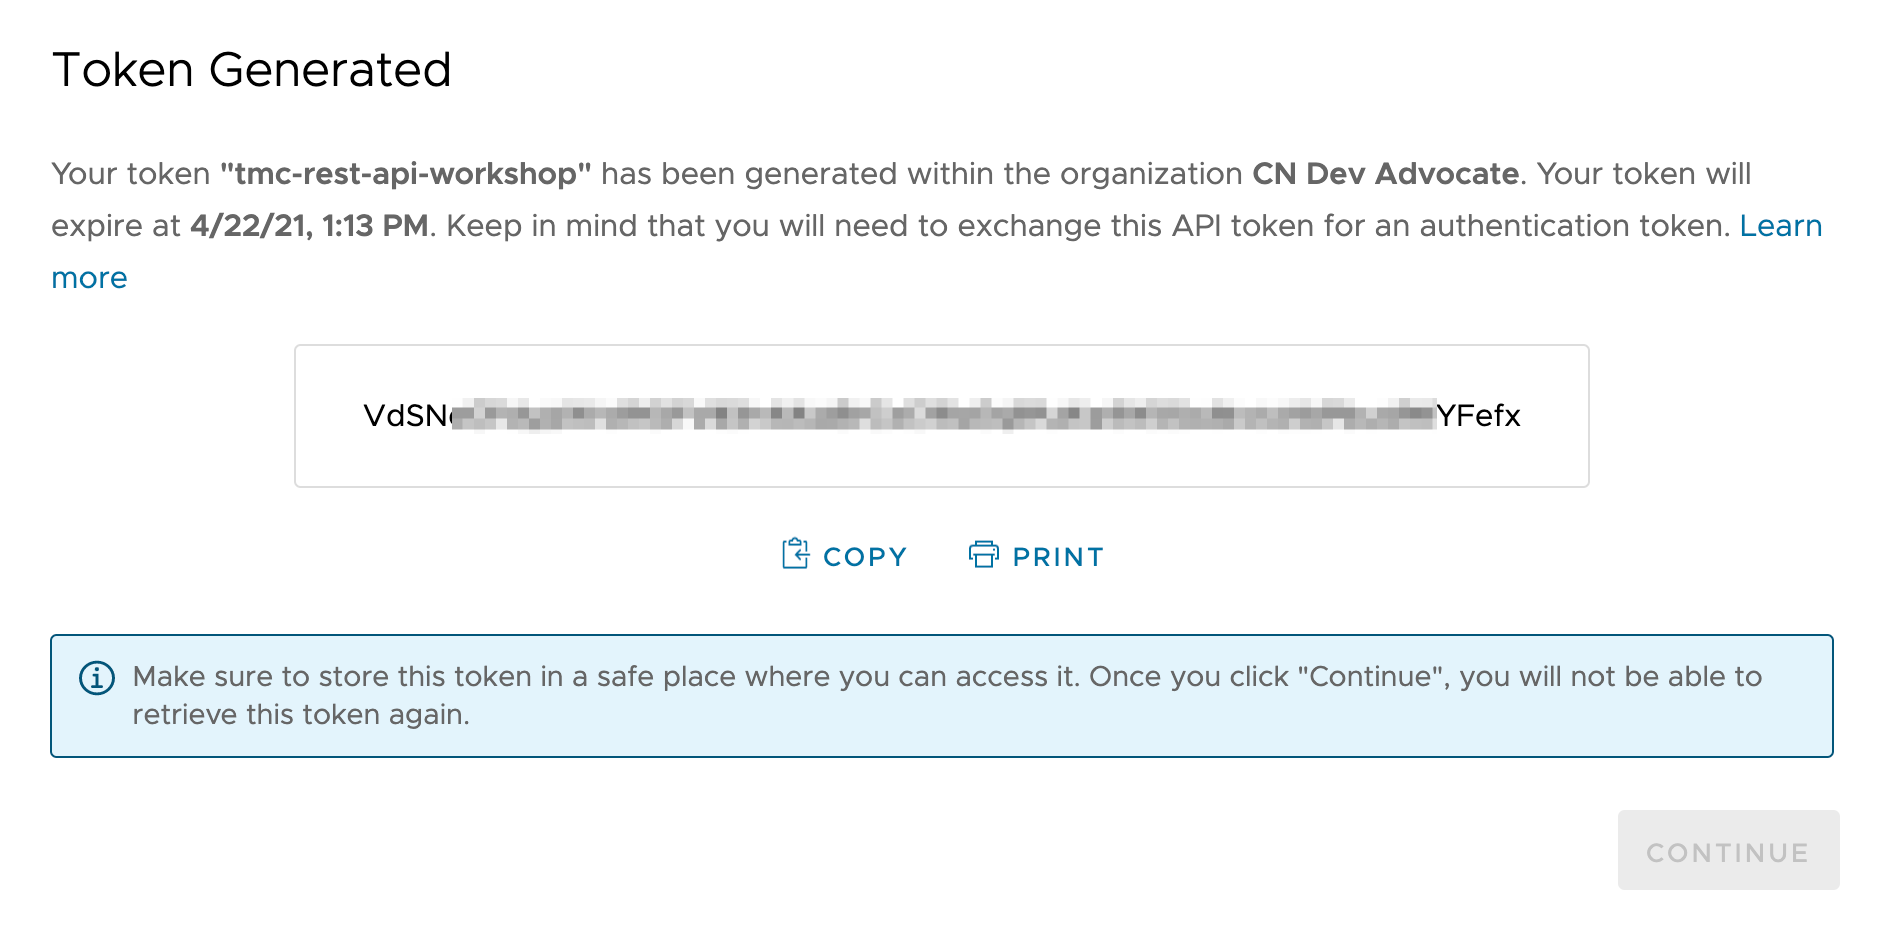 Token Generated
Your token "tmc-rest-api-workshop" has been generated within the organization CN Dev Advocate. Your token will
expire at 4/22/21, 1:13 PM. Keep in mind that you will need to exchange this API token for an authentication token. Learn
more
VdSN YFefx
COPY PRINT
Make sure to store this token in a safe place where you can access it. Once you click "Continue", you will not be able to
retrieve this token again.
CONTINUE